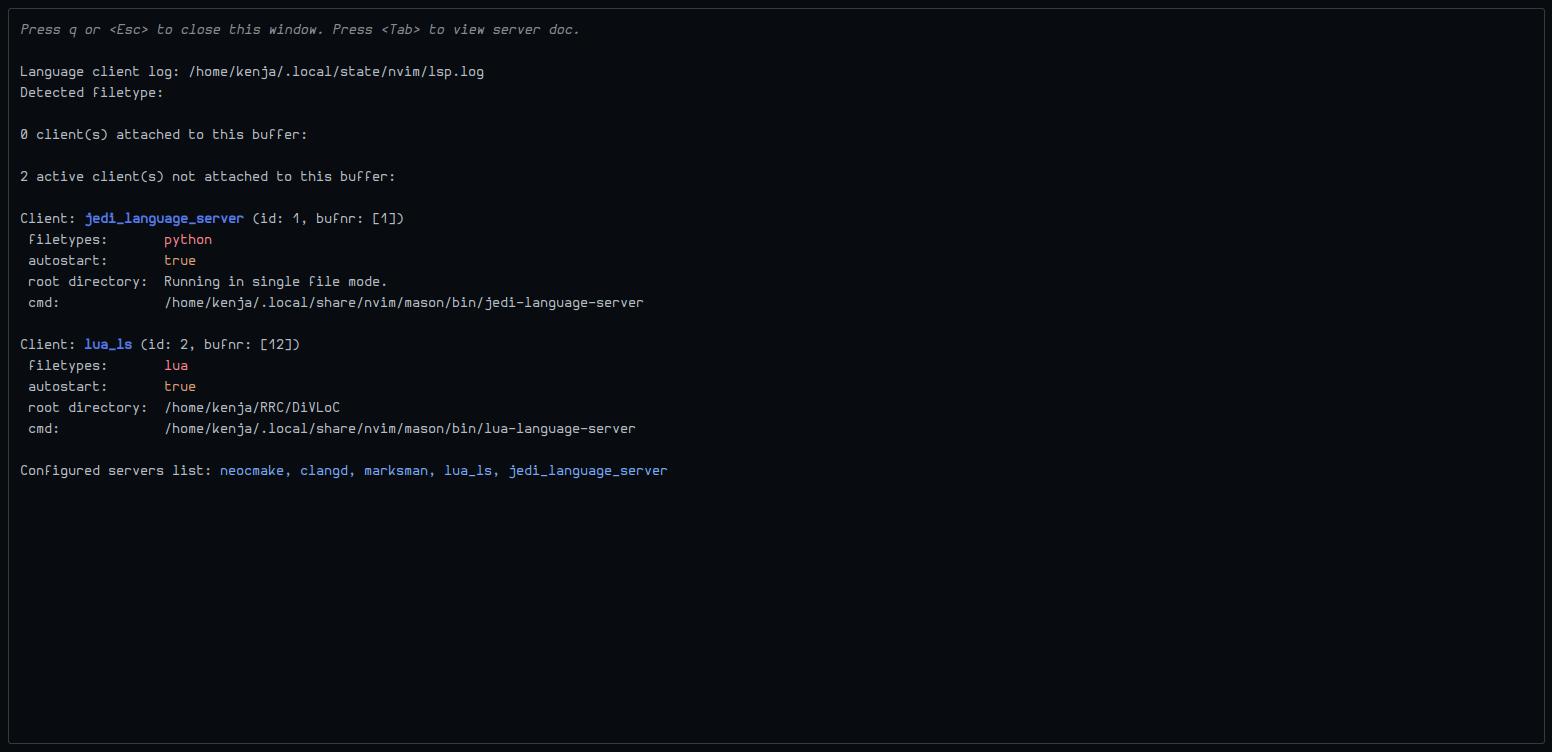 Press q or <Esc> to close this window. Press <Tab> to view server doc.
Language client log: /home/kenja/.local/state/nvim/lsp.log
Detected filetype:
0 client(s) attached to this buffer:
2 active client(s) not attached to this buffer:
Client: jedi_language_server (id: 1, bufnr: [1])
filetypes:       python
autostart:       true
root directory:  Running in single file mode.
cmd:             /home/kenja/.local/share/nvim/mason/bin/jedi-language-server
Client: lua_ls (id: 2, bufnr: [12])
filetypes:       lua
autostart:       true
root directory:  /home/kenja/RRC/DiVLoC
cmd:             /home/kenja/.local/share/nvim/mason/bin/lua-language-server
Configured servers list: neocmake, clangd, marksman, lua_ls, jedi_language_server